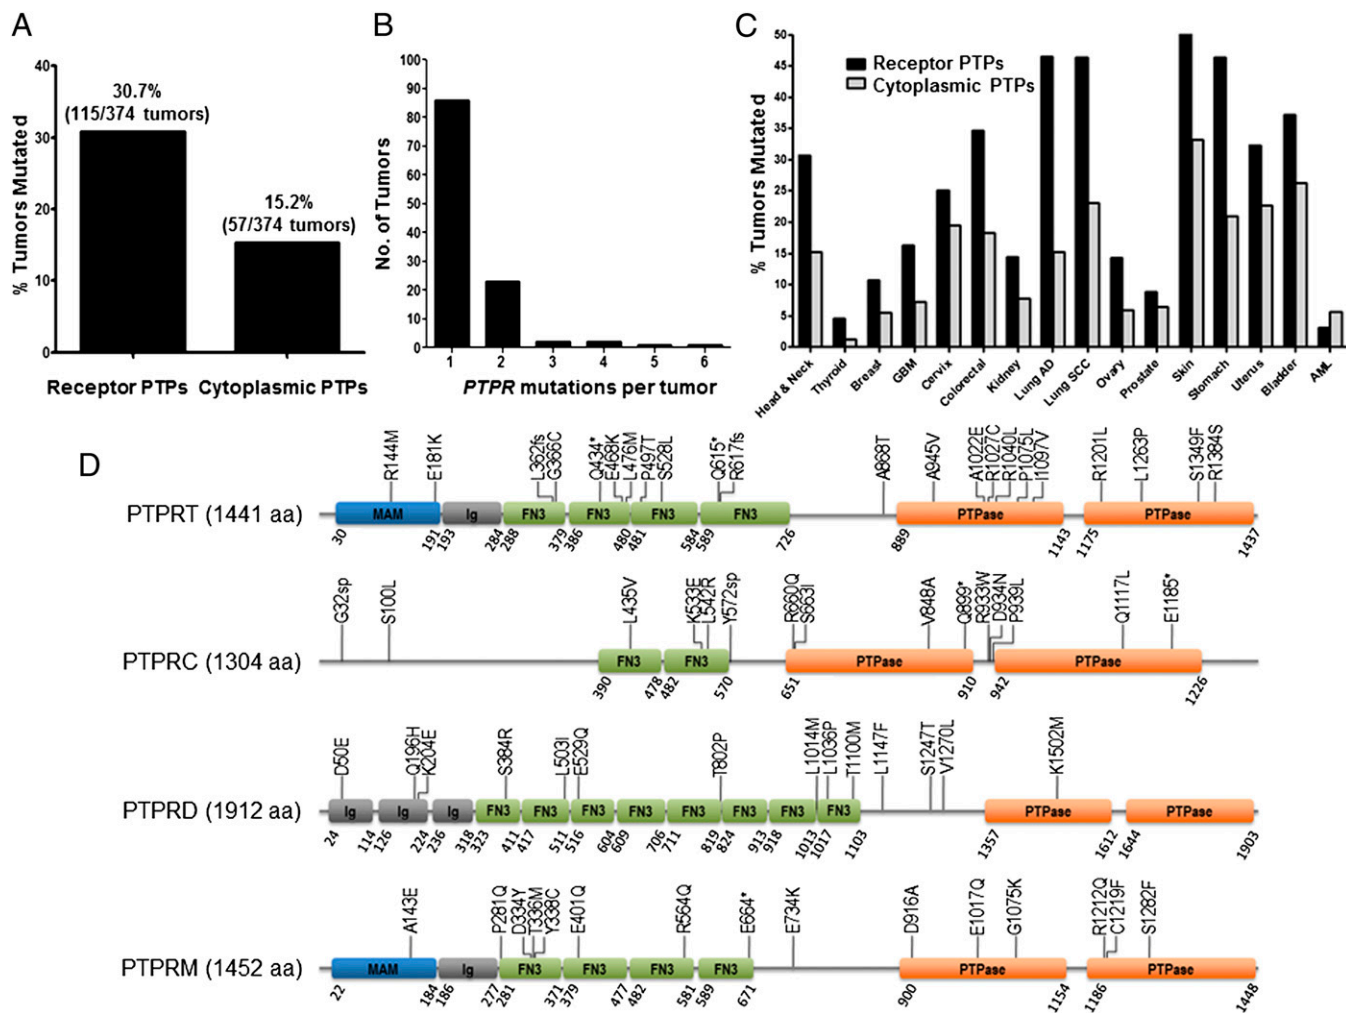 A
% Tumors Mutated
40
30
20
10
0
30.7%
(115/374 tumors)
15.2%
(57/374 tumors)
Receptor PTPs
Cytoplasmic PTPs
B
No. of Tumors
100
90
80
70
60
50
40
30
20
10
0
1 2 3 4 5 6
PTPR mutations per tumor
C
% Tumors Mutated
50
45
40
35
30
25
20
15
10
5
0
Receptor PTPs
Cytoplasmic PTPs
Head & Neck
Thyroid
Breast
GBM
Cervix
Colorectal
Kidney
Lung AD
Lung SCC
Ovary
Prostate
Skin
Stomach
Uterus
Bladder
AML
D
R144M E181K L362fs G366C Q434* E468K L476M P497T S528L Q615* R617fs A868T A945V A1022E R1027C R1040L P1075L I1097V R1201L L1263P S1349F R1384S
PTPRT (1441 aa)
MAM Ig FN3 FN3 FN3 FN3 PTPase PTPase
30 191 193 284 288 379 386 480 481 584 589 726 889 1143 1175 1437
G32sp S100L L435V K533E L542R Y572sp R660Q S663I V848A Q899* R933W D934N P939L Q1117L E1185*
PTPRC (1304 aa)
FN3 FN3 PTPase PTPase
390 478 482 570 651 910 942 1226
D50E Q196H K204E S384R L503I E529Q T802P L1014M L1036P T1100M L1147F S1247T V1270L K1502M
PTPRD (1912 aa)
Ig Ig Ig FN3 FN3 FN3 FN3 FN3 FN3 FN3 FN3 PTPase PTPase
24 114 126 224 236 318 323 411 417 511 516 604 609 706 711 819 824 913 918 1013 1017 1103 1357 1612 1644 1903
A143E P281Q D334Y T336M Y338C E401Q R564Q E664* E734K D916A E1017Q G1075K R1212Q C1219F S1282F
PTPRM (1452 aa)
MAM Ig FN3 FN3 FN3 FN3 PTPase PTPase
22 184 186 277 281 371 379 477 482 581 589 671 900 1154 1186 1448